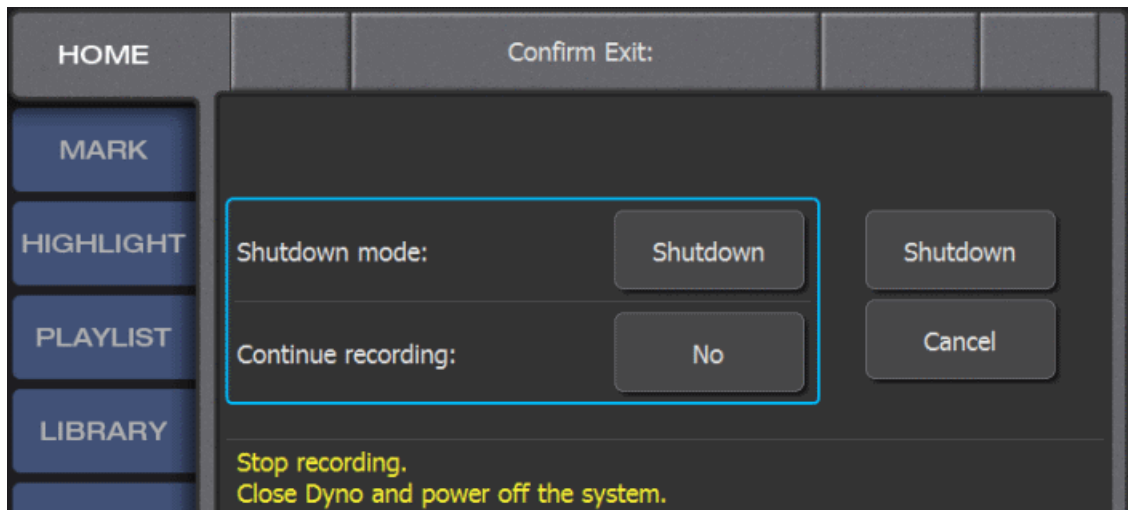 HOME
Confirm Exit:
MARK
HIGHLIGHT
PLAYLIST
LIBRARY
Shutdown mode:
Shutdown
Continue recording:
No
Shutdown
Cancel
Stop recording.
Close Dyno and power off the system.